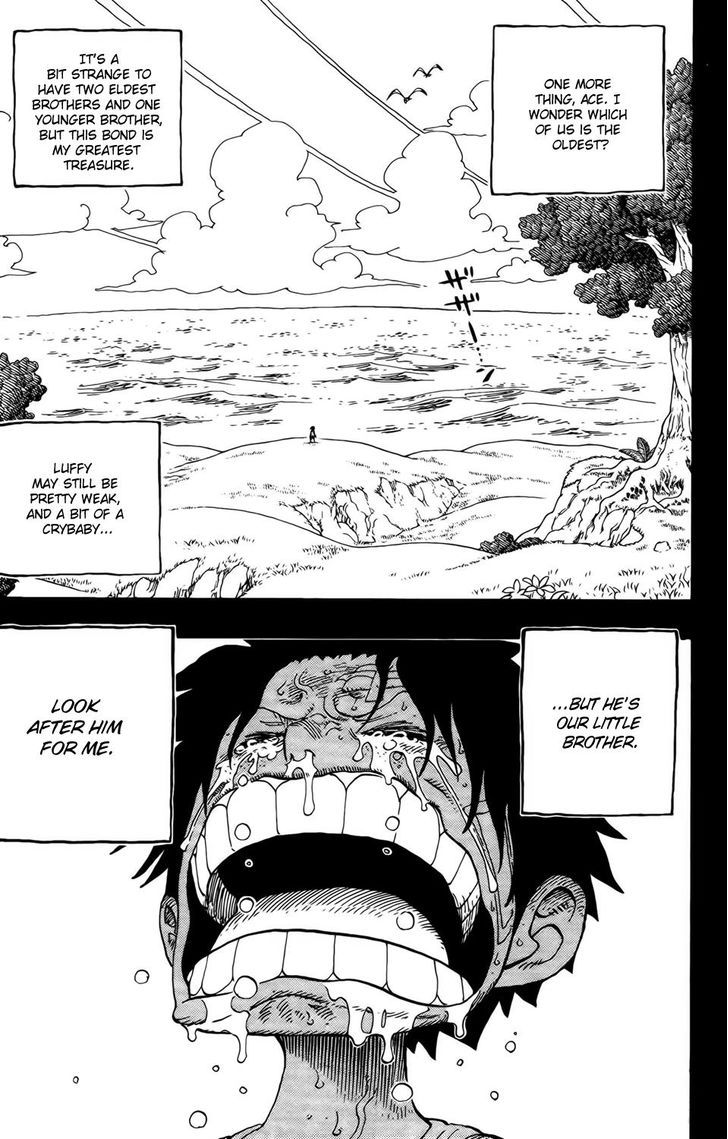 ONE MORE
THING, ACE. I
WONDER WHICH
OF US IS THE
OLDEST?
IT'S A
BIT STRANGE TO
HAVE TWO ELDEST
BROTHERS AND ONE
YOUNGER BROTHER,
BUT THIS BOND IS
MY GREATEST
TREASURE.
ザザ…
LUFFY
MAY STILL BE
PRETTY WEAK,
AND A BIT OF A
CRYBABY...
...BUT HE'S
OUR LITTLE
BROTHER.
LOOK
AFTER HIM
FOR ME.